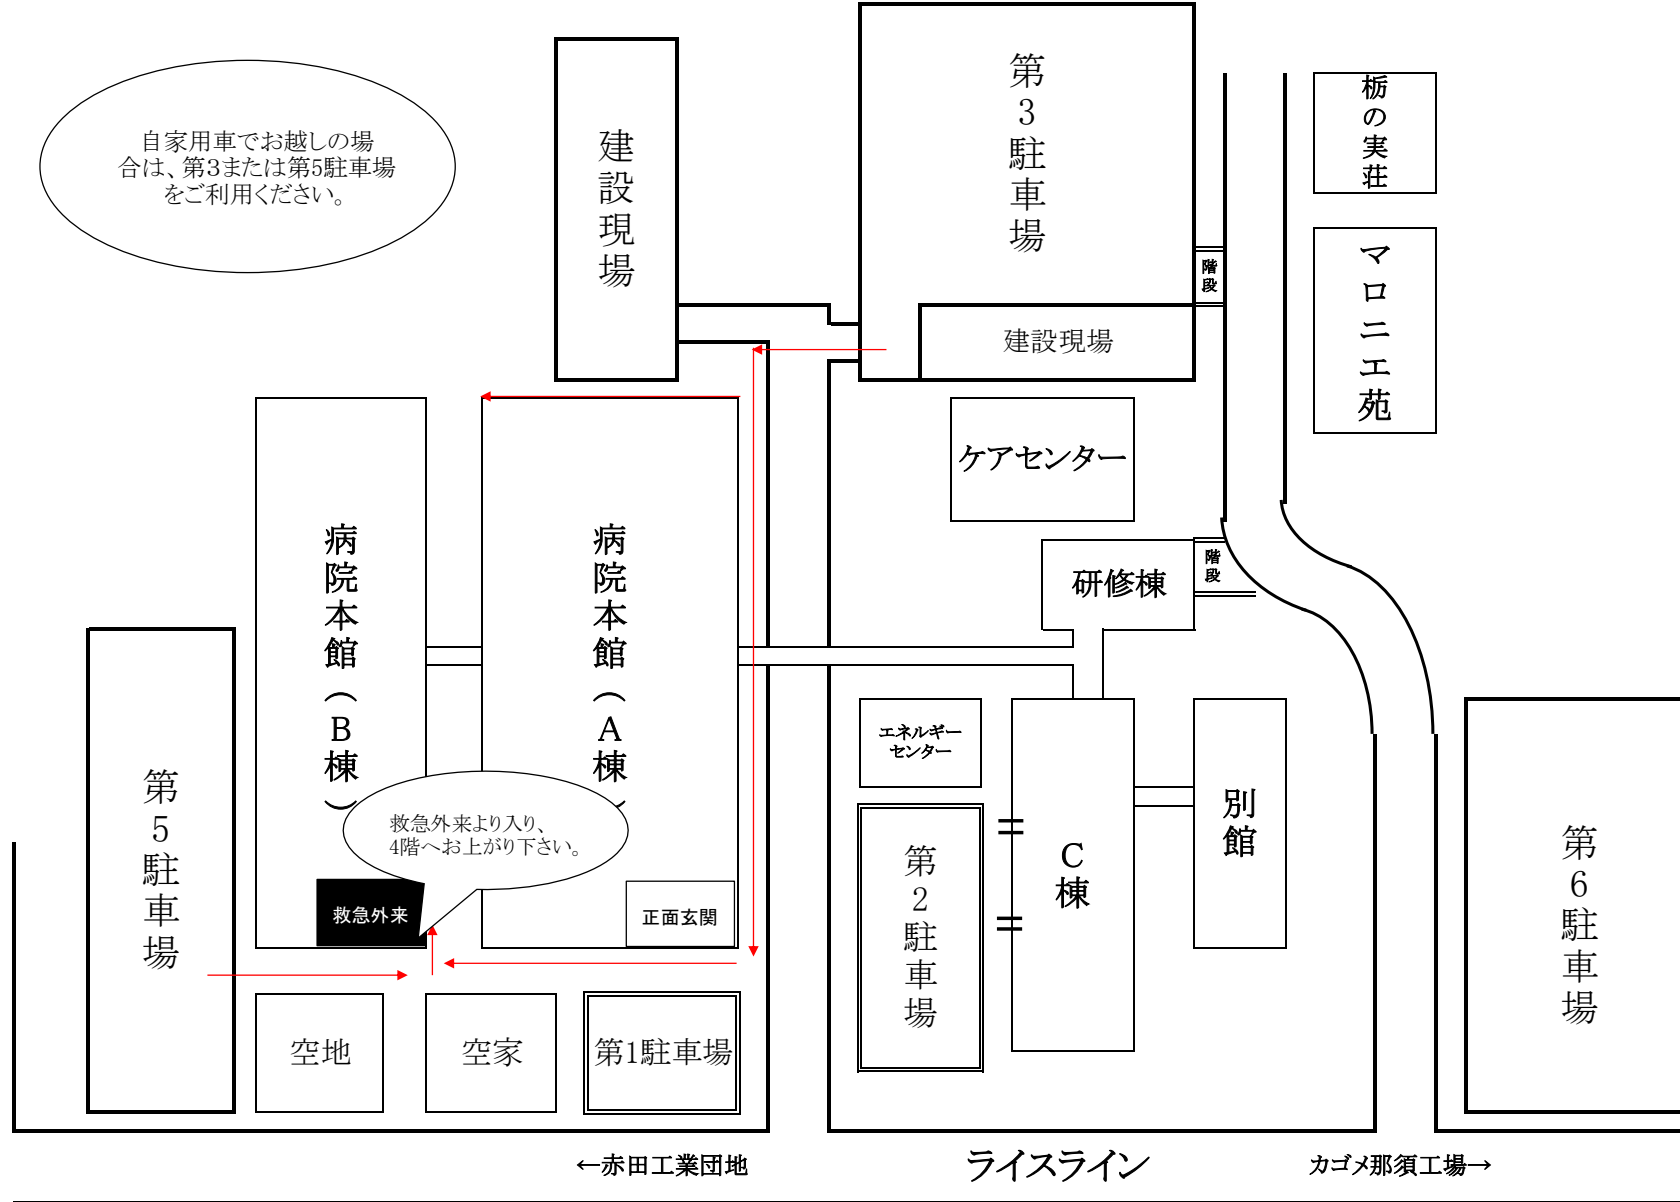 自家用車でお越しの場
合は、第3または第5駐車場
をご利用ください。
建設現場
第3駐車場
階段
建設現場
栃の実荘
マロニエ苑
ケアセンター
研修棟
階段
病院本館(B棟)
病院本館(A棟)
第5駐車場
救急外来より入り、
4階へお上がり下さい。
救急外来
正面玄関
エネルギー
センター
第2駐車場
C棟
別館
第6駐車場
空地
空家
第1駐車場
←赤田工業団地
ライスライン
カゴメ那須工場→